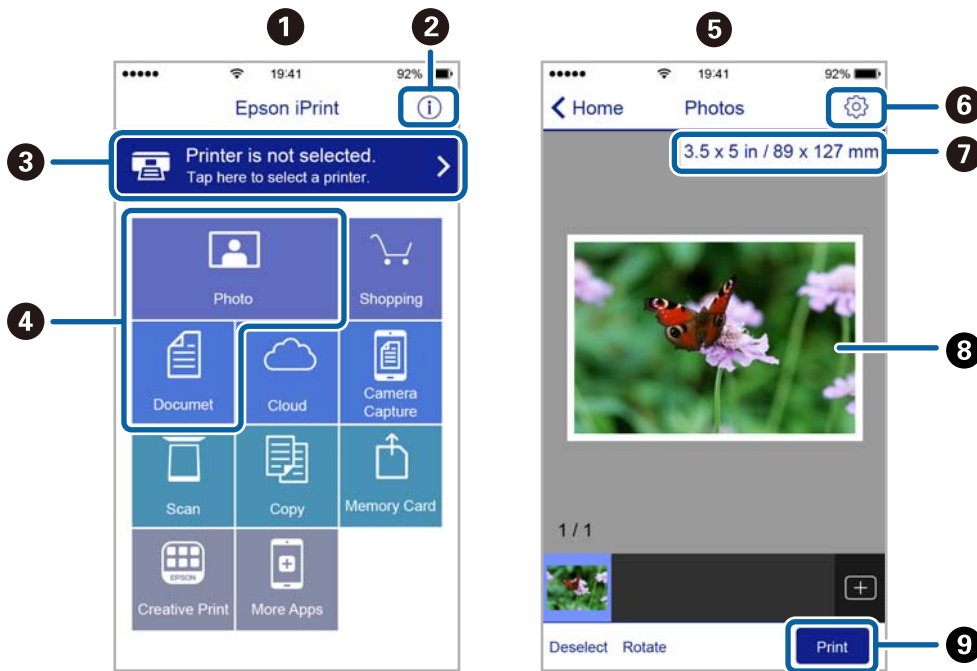 1
2
19:41
92%
Epson iPrint
3
Printer is not selected.
Tap here to select a printer.
4
Photo
Shopping
Documet
Cloud
Camera
Capture
Scan
Copy
Memory Card
EPSON
Creative Print
More Apps
5
19:41
92%
Home
Photos
6
3.5 x 5 in / 89 x 127 mm
7
8
1 / 1
Deselect
Rotate
Print
9